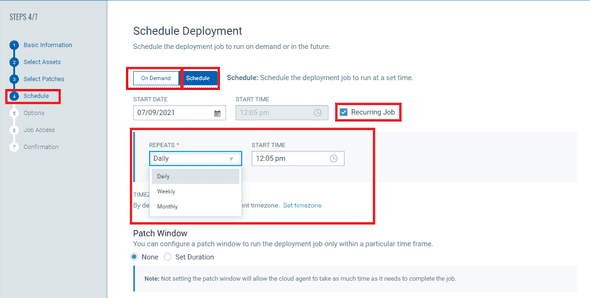 STEPS 4/7
1 Basic Information
2 Select Assets
3 Select Patches
4 Schedule
5 Options
6 Job Access
7 Confirmation
Schedule Deployment
Schedule the deployment job to run on demand or in the future.
On Demand Schedule Schedule: Schedule the deployment job to run at a set time.
START DATE START TIME
07/09/2021 12:05 pm Recurring Job
REPEATS * START TIME
Daily 12:05 pm
Daily
Weekly
Monthly
TIMEZ
By de ent timezone. Set timezone
Patch Window
You can configure a patch window to run the deployment job only within a particular time frame.
None Set Duration
Note: Not setting the patch window will allow the cloud agent to take as much time as it needs to complete the job.